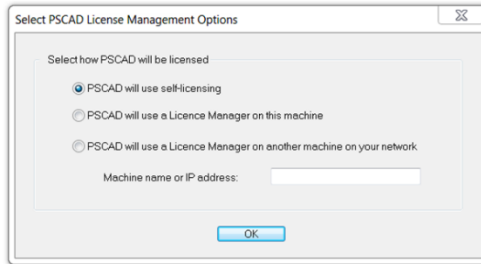 Select PSCAD License Management Options
Select how PSCAD will be licensed
PSCAD will use self-licensing
PSCAD will use a Licence Manager on this machine
PSCAD will use a Licence Manager on another machine on your network
Machine name or IP address:
OK